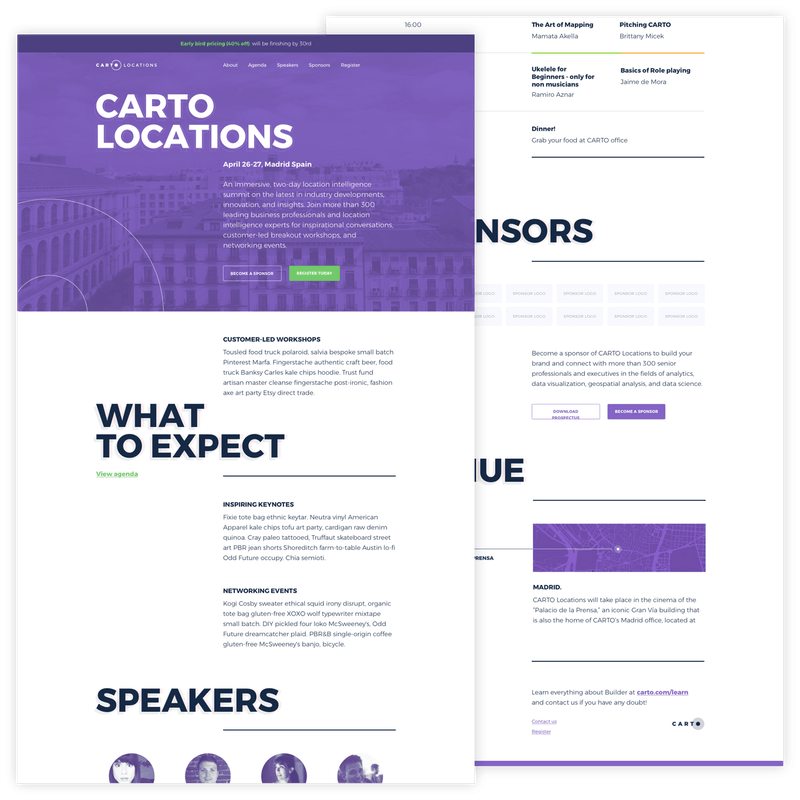 Early bird pricing (40% off) will be finishing by 30rd
CARTO LOCATIONS
About Agenda Speakers Sponsors Register
CARTO
LOCATIONS
April 26-27, Madrid Spain
An immersive, two-day location intelligence
summit on the latest in industry developments,
innovation, and insights. Join more than 300
leading business professionals and location
intelligence experts for inspirational conversations,
customer-led breakout workshops, and
networking events.
BECOME A SPONSOR REGISTER TODAY
CUSTOMER-LED WORKSHOPS
Tousled food truck polaroid, salvia bespoke small batch
Pinterest Marfa. Fingerstache authentic craft beer, food
truck Banksy Carles kale chips hoodie. Trust fund
artisan master cleanse fingerstache post-ironic, fashion
axe art party Etsy direct trade.
WHAT
TO EXPECT
View agenda
INSPIRING KEYNOTES
Fixie tote bag ethnic keytar. Neutra vinyl American
Apparel kale chips tofu art party, cardigan raw denim
quinoa. Cray paleo tattooed, Truffaut skateboard street
art PBR jean shorts Shoreditch farm-to-table Austin lo-fi
Odd Future occupy. Chia semioti.
NETWORKING EVENTS
Kogi Cosby sweater ethical squid irony disrupt, organic
tote bag gluten-free XOXO wolf typewriter mixtape
small batch. DIY pickled four loko McSweeney's, Odd
Future dreamcatcher plaid. PBR&B single-origin coffee
gluten-free McSweeney's banjo, bicycle.
SPEAKERS
16:00
The Art of Mapping
Mamata Akella
Pitching CARTO
Brittany Micek
Ukelele for
Beginners - only for
non musicians
Ramiro Aznar
Basics of Role playing
Jaime de Mora
Dinner!
Grab your food at CARTO office
NSORS
SOR LOGO SPONSOR LOGO SPONSOR LOGO SPONSOR LOGO SPONSOR LOGO
SOR LOGO SPONSOR LOGO SPONSOR LOGO SPONSOR LOGO SPONSOR LOGO
Become a sponsor of CARTO Locations to build your
brand and connect with more than 300 senior
professionals and executives in the fields of analytics,
data visualization, geospatial analysis, and data science.
DOWNLOAD
PROSPECTUS
BECOME A SPONSOR
UE
PRENSA
MADRID.
CARTO Locations will take place in the cinema of the
"Palacio de la Prensa," an iconic Gran Vía building that
is also the home of CARTO's Madrid office, located at
Learn everything about Builder at carto.com/learn
and contact us if you have any doubt!
Contact us
Register
CARTO